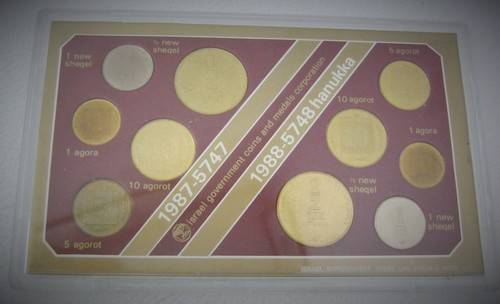 1 new
sheqel
½ new
sheqel
1 agora
10 agorot
5 agorot
1987-5747
israel government coins and medals corporation
1988-5748 hanukka
5 agorot
10 agorot
1 agora
½ new
sheqel
1 new
sheqel